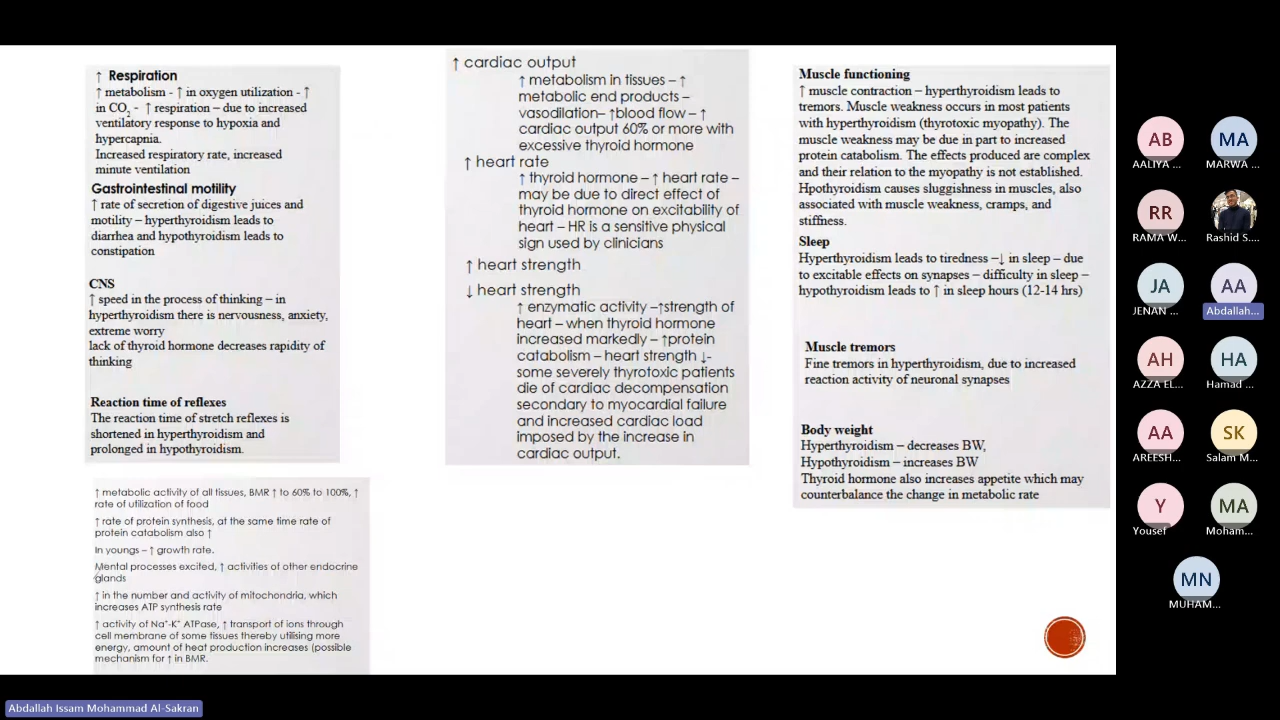 ↑ Respiration
↑ metabolism - ↑ in oxygen utilization - ↑
in CO2 - ↑ respiration – due to increased
ventilatory response to hypoxia and
hypercapnia.
Increased respiratory rate, increased
minute ventilation
Gastrointestinal motility
↑ rate of secretion of digestive juices and
motility – hyperthyroidism leads to
diarrhea and hypothyroidism leads to
constipation
CNS
↑ speed in the process of thinking – in
hyperthyroidism there is nervousness, anxiety,
extreme worry
lack of thyroid hormone decreases rapidity of
thinking
Reaction time of reflexes
The reaction time of stretch reflexes is
shortened in hyperthyroidism and
prolonged in hypothyroidism.
↑ metabolic activity of all tissues, BMR ↑ to 60% to 100%, ↑
rate of utilization of food
↑ rate of protein synthesis, at the same time rate of
protein catabolism also ↑
In youngs – ↑ growth rate.
Mental processes excited, ↑ activities of other endocrine
glands
↑ in the number and activity of mitochondria, which
increases ATP synthesis rate
↑ activity of Na+-K+ ATPase, ↑ transport of ions through
cell membrane of some tissues thereby utilising more
energy, amount of heat production increases (possible
mechanism for ↑ in BMR.
↑ cardiac output
↑ metabolism in tissues – ↑
metabolic end products –
vasodilation– ↑blood flow – ↑
cardiac output 60% or more with
excessive thyroid hormone
↑ heart rate
↑ thyroid hormone – ↑ heart rate –
may be due to direct effect of
thyroid hormone on excitability of
heart – HR is a sensitive physical
sign used by clinicians
↑ heart strength
↓ heart strength
↑ enzymatic activity –↑strength of
heart – when thyroid hormone
increased markedly – ↑protein
catabolism – heart strength ↓-
some severely thyrotoxic patients
die of cardiac decompensation
secondary to myocardial failure
and increased cardiac load
imposed by the increase in
cardiac output.
Muscle functioning
↑ muscle contraction – hyperthyroidism leads to
tremors. Muscle weakness occurs in most patients
with hyperthyroidism (thyrotoxic myopathy). The
muscle weakness may be due in part to increased
protein catabolism. The effects produced are complex
and their relation to the myopathy is not established.
Hpothyroidism causes sluggishness in muscles, also
associated with muscle weakness, cramps, and
stiffness.
Sleep
Hyperthyroidism leads to tiredness –↓ in sleep – due
to excitable effects on synapses – difficulty in sleep –
hypothyroidism leads to ↑ in sleep hours (12-14 hrs)
Muscle tremors
Fine tremors in hyperthyroidism, due to increased
reaction activity of neuronal synapses
Body weight
Hyperthyroidism – decreases BW,
Hypothyroidism – increases BW
Thyroid hormone also increases appetite which may
counterbalance the change in metabolic rate
AB
AALIYA ...
MA
MARWA ...
RR
RAMA W...
Rashid S....
JA
JENAN ...
AA
Abdallah...
AH
AZZA EL...
HA
Hamad ...
AA
AREESH...
SK
Salam M...
Y
Yousef
MA
Moham...
MN
MUHAM...
Abdallah Issam Mohammad Al-Sakran